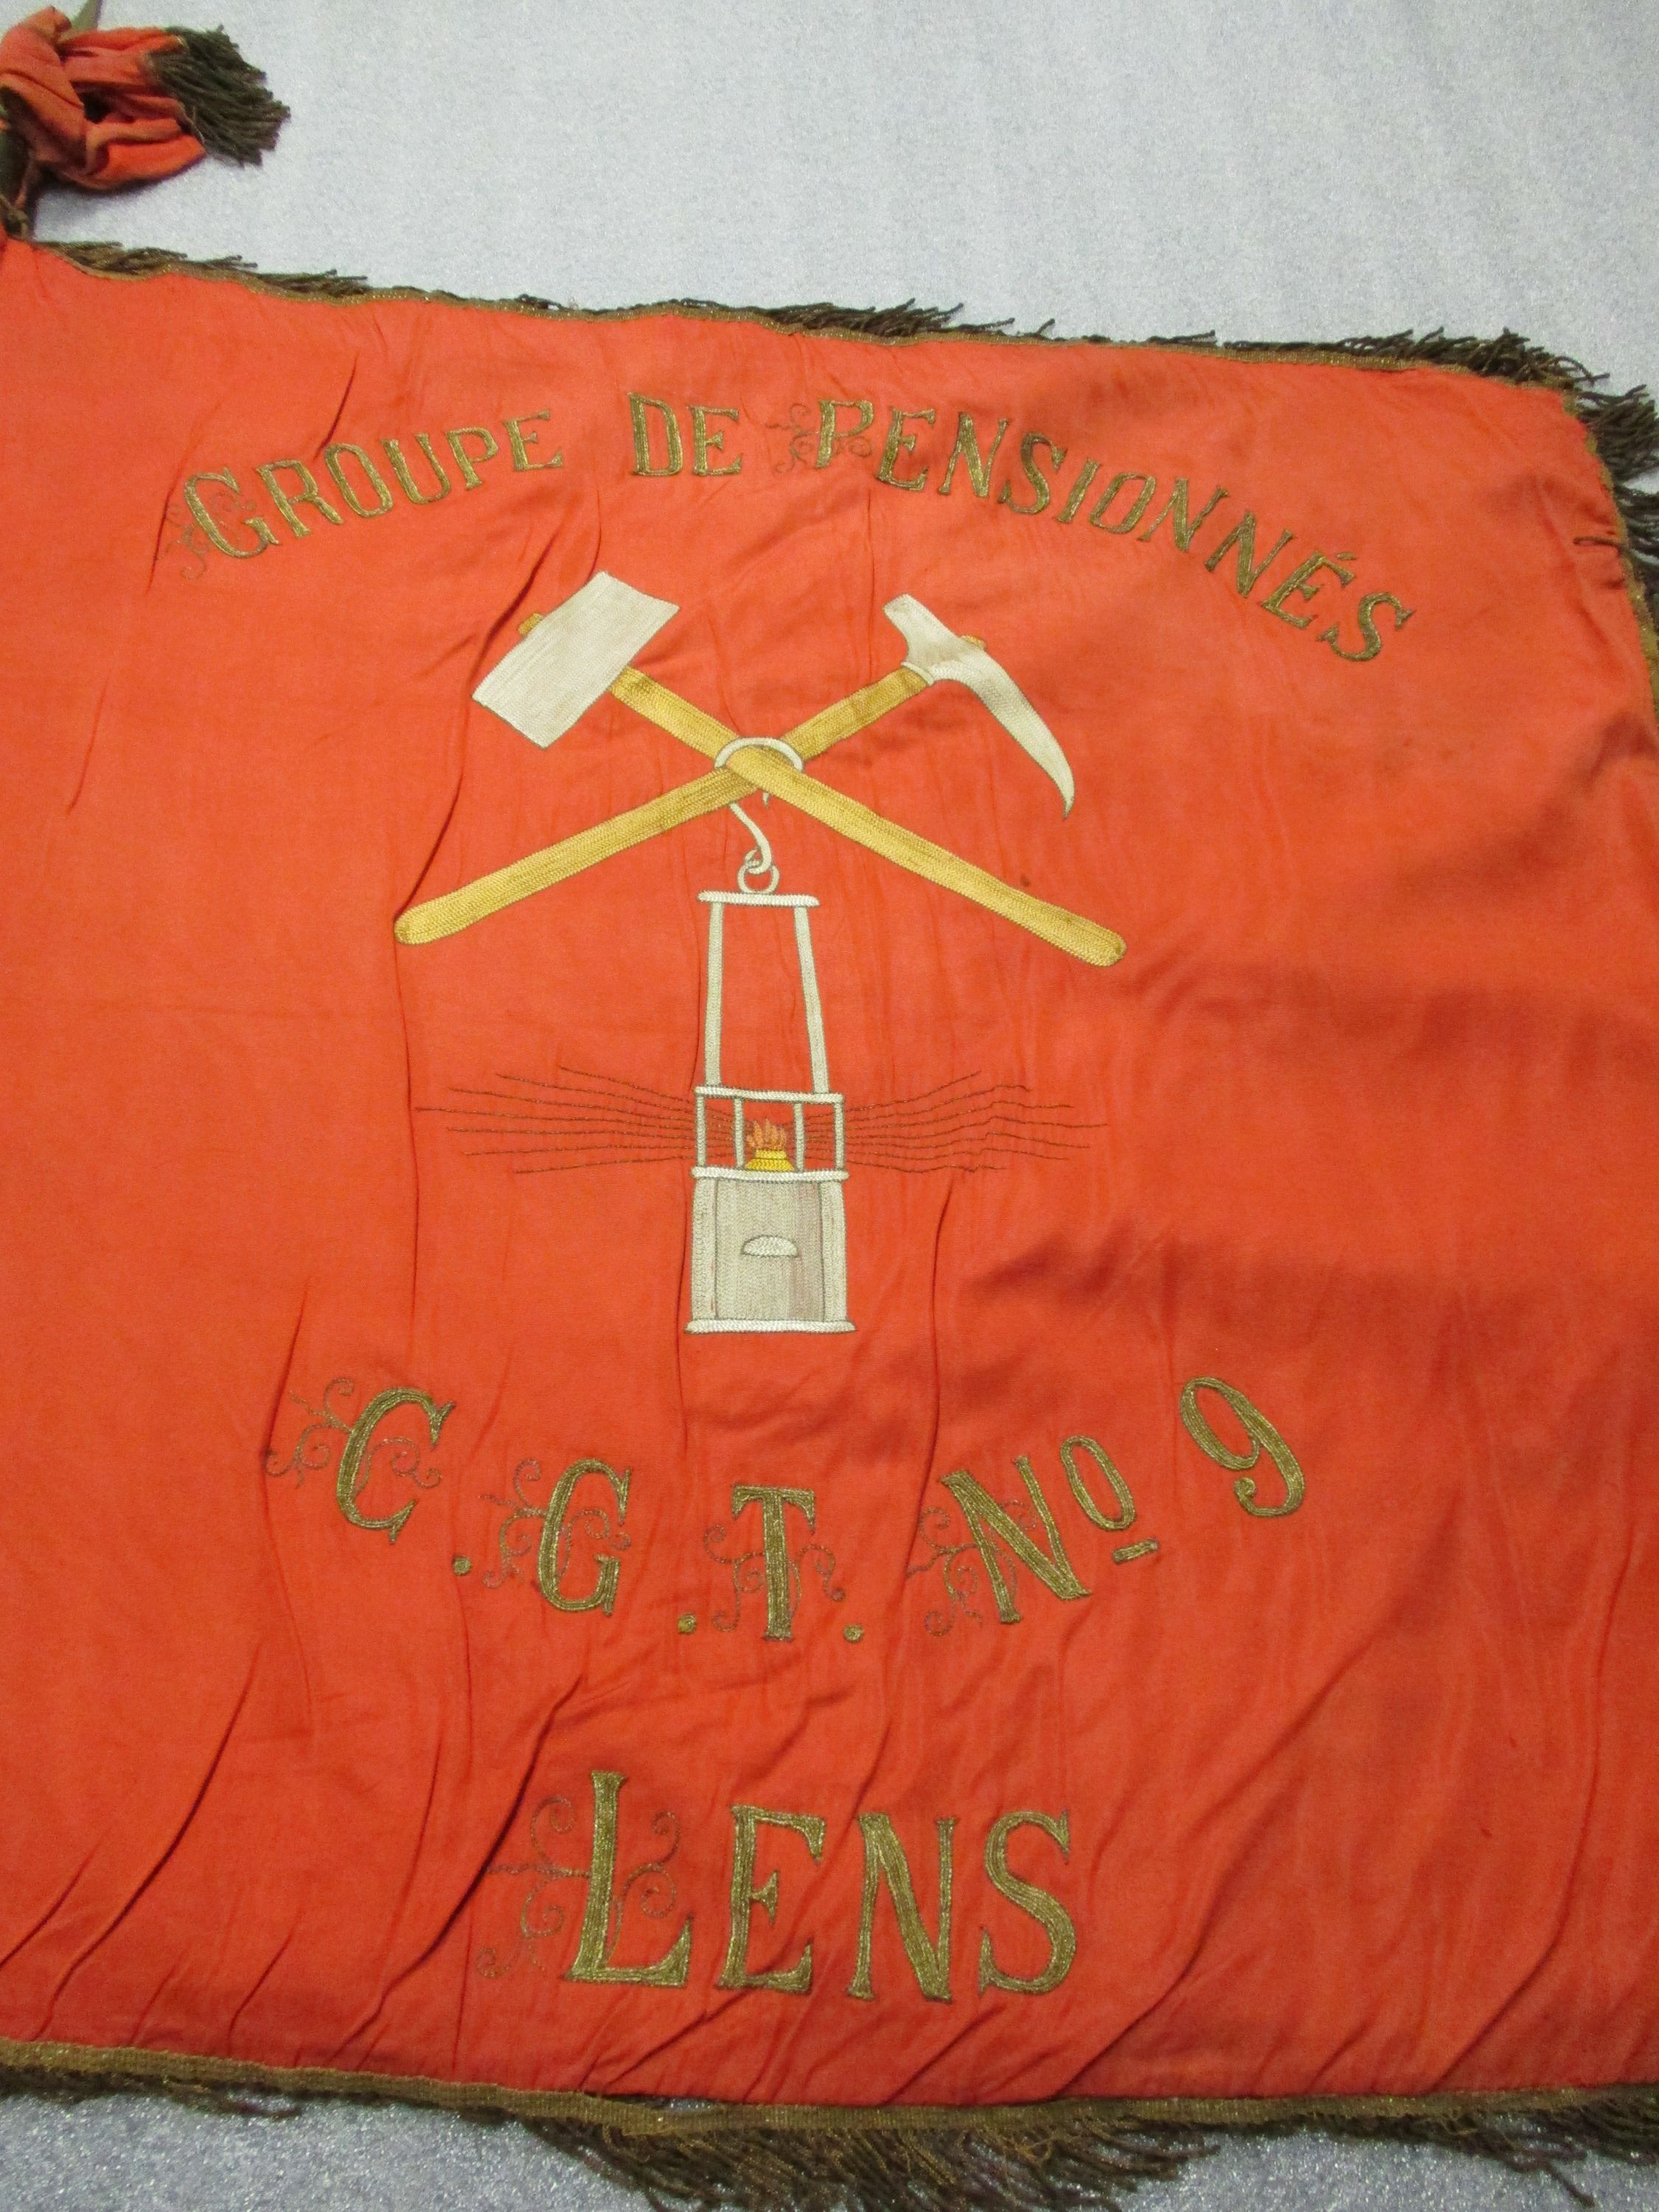 GROUPE DE PENSIONNÉS
C.G.T. Nº 9
LENS